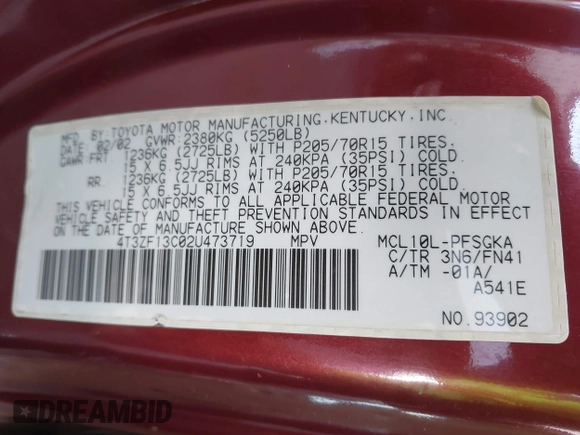 MFD. BY: TOYOTA MOTOR MANUFACTURING, KENTUCKY, INC.
DATE: 02/02 GVWR: 2380KG (5250LB)
GAWR FRT. 1236KG (2725LB) WITH P205/70R15 TIRES.
15 X 6.5JJ RIMS AT 240KPA (35PSI) COLD.
RR. 1236KG (2725LB) WITH P205/70R15 TIRES.
15 X 6.5JJ RIMS AT 240KPA (35PSI) COLD.
THIS VEHICLE CONFORMS TO ALL APPLICABLE FEDERAL MOTOR
VEHICLE SAFETY AND THEFT PREVENTION STANDARDS IN EFFECT
ON THE DATE OF MANUFACTURE SHOWN ABOVE.
4T3ZF13C02U473719 MPV MCL10L-PFSGKA
C/TR 3N6/FN41
A/TM -01A/
A541E
NO.93902
DREAMBID